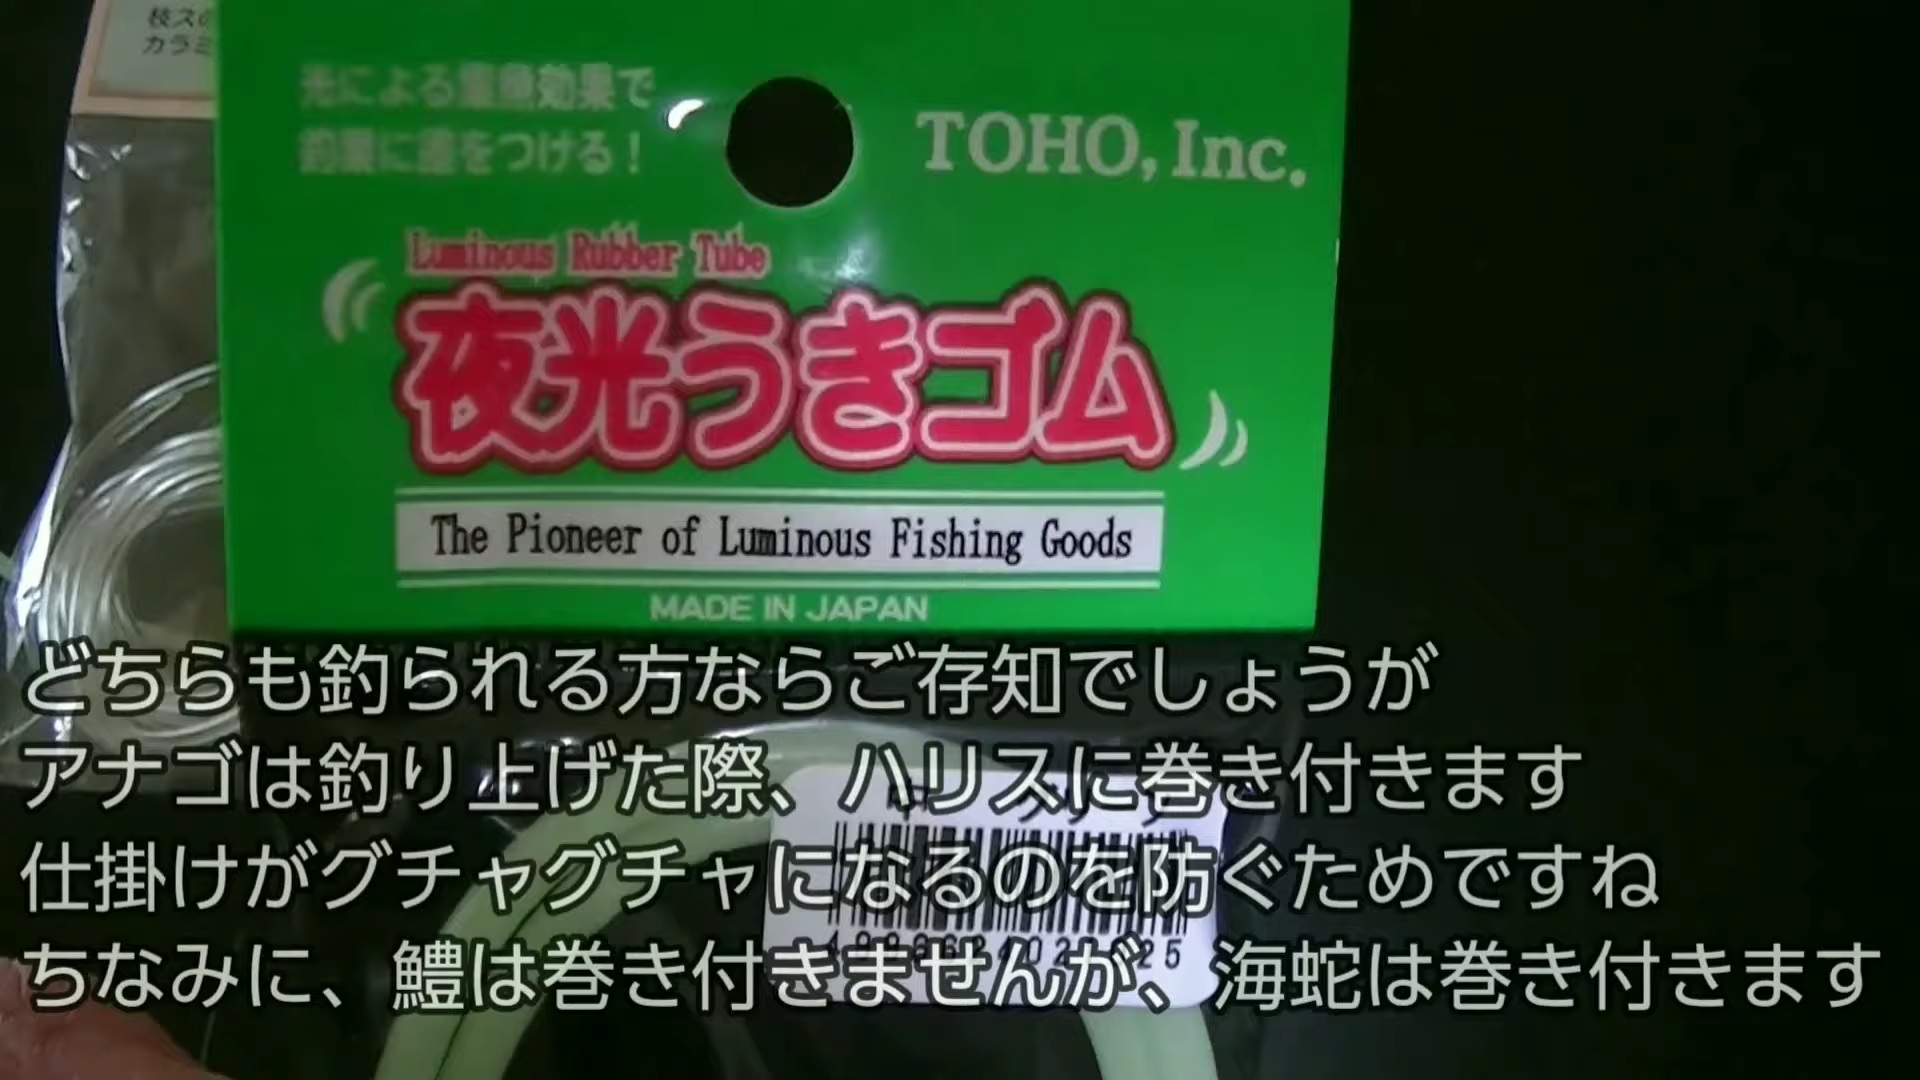 枝スの
カラミ
光による集魚効果で
釣果に差をつける!
TOHO, Inc.
Luminous Rubber Tube
夜光うきゴム
The Pioneer of Luminous Fishing Goods
MADE IN JAPAN
どちらも釣られる方ならご存知でしょうが
アナゴは釣り上げた際、ハリスに巻き付きます
仕掛けがグチャグチャになるのを防ぐためですね
ちなみに、鱧は巻き付きませんが、海蛇は巻き付きます